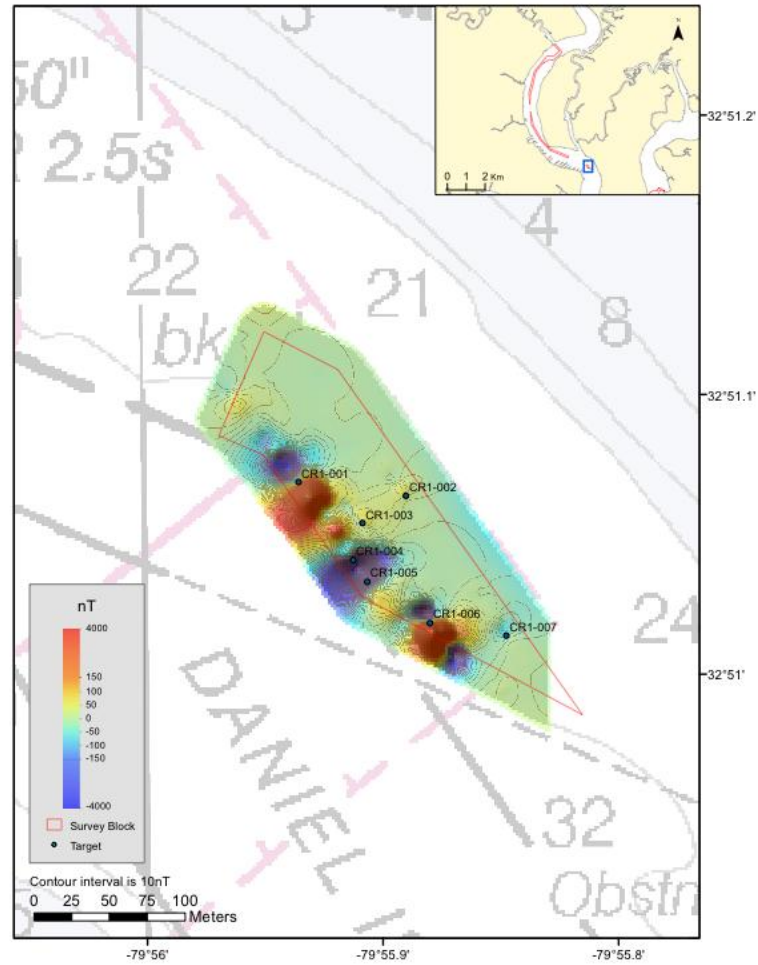 N
0 1 2 Km
32°51.2'
50"
2.5s
4
22
21
8
bk
32°51.1'
CR1-001
CR1-002
CR1-003
CR1-004
CR1-005
CR1-006
CR1-007
24
32°51'
nT
4000
150
100
50
0
-50
-100
-150
-4000
Survey Block
Target
DANIEL I
32
Obstn
Contour interval is 10nT
0 25 50 75 100
Meters
-79°56' -79°55.9' -79°55.8'